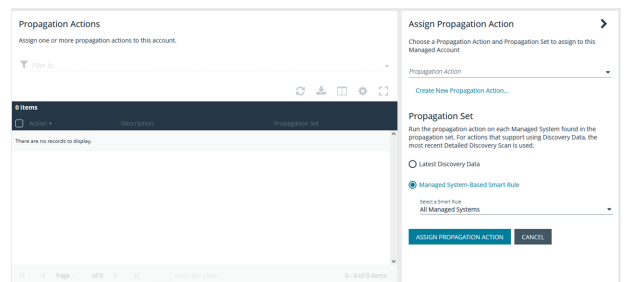 Propagation Actions
Assign one or more propagation actions to this account.
Filter by
0 items
Action
Description
Propagation Set
There are no records to display.
Page
of 0
Items per page
0 - 0 of 0 items
Assign Propagation Action
Choose a Propagation Action and Propagation Set to assign to this
Managed Account
Propagation Action
Create New Propagation Action...
Propagation Set
Run the propagation action on each Managed System found in the
propagation set. For actions that support using Discovery Data, the
most recent Detailed Discovery Scan is used.
Latest Discovery Data
Managed System-Based Smart Rule
Select a Smart Rule
All Managed Systems
ASSIGN PROPAGATION ACTION
CANCEL